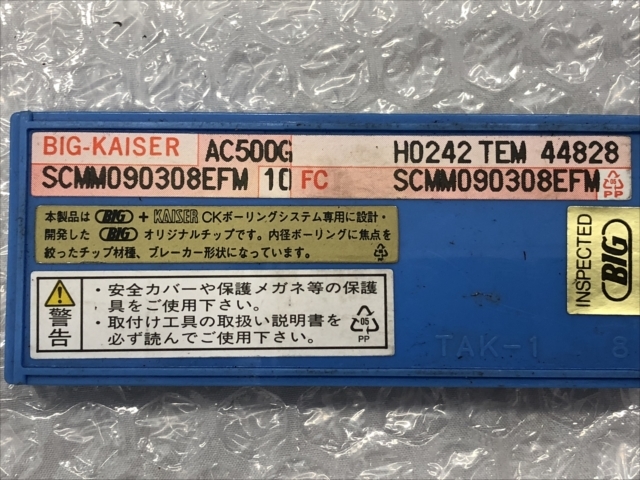 BIG-KAISER AC500G H0242 TEM 44828
SCMM090308EFM 10 FC SCMM090308EFM
05
PP
本製品は BIG + KAISER CKボーリングシステム専用に設計・
開発した BIG オリジナルチップです。内径ボーリングに焦点を
絞ったチップ材種、ブレーカー形状になっています。
INSPECTED BIG
警告
・安全カバーや保護メガネ等の保護
具をご使用下さい。
・取付け工具の取扱い説明書を
必ず読んでご使用下さい。
05
PP
TAK-1 8